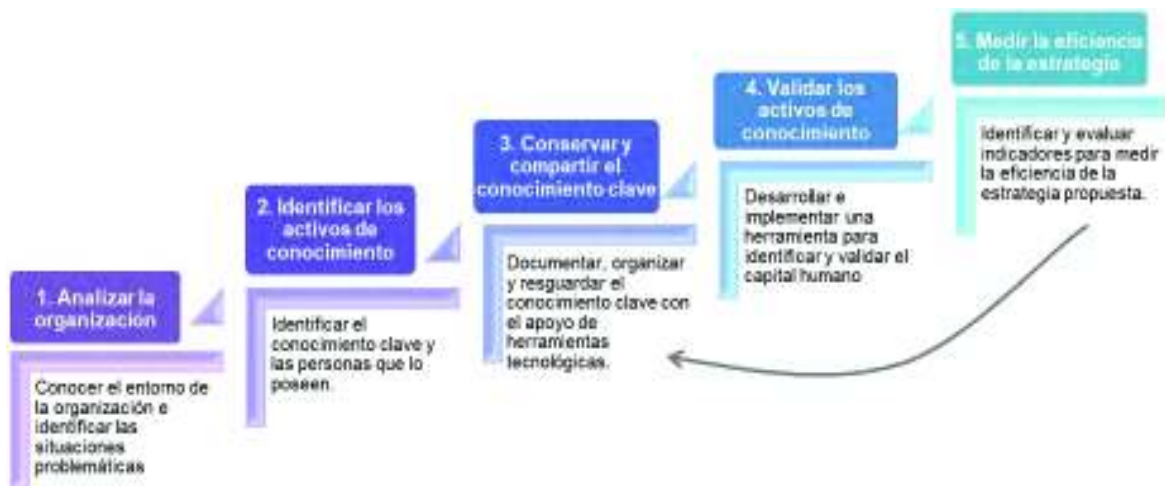 1. Analizar la
organización
Conocer el entorno de
la organización e
identificar las
situaciones
problemáticas
2. Identificar los
activos de
conocimiento
Identificar el
conocimiento clave y
las personas que lo
poseen.
3. Conservar y
compartir el
conocimiento clave
Documentar, organizar
y resguardar el
conocimiento clave con
el apoyo de
herramientas
tecnológicas.
4. Validar los
activos de
conocimiento
Desarrollar e
implementar una
herramienta para
identificar y validar el
capital humano
5. Medir la eficiencia
de la estrategia
Identificar y evaluar
indicadores para medir
la eficiencia de la
estrategia propuesta.